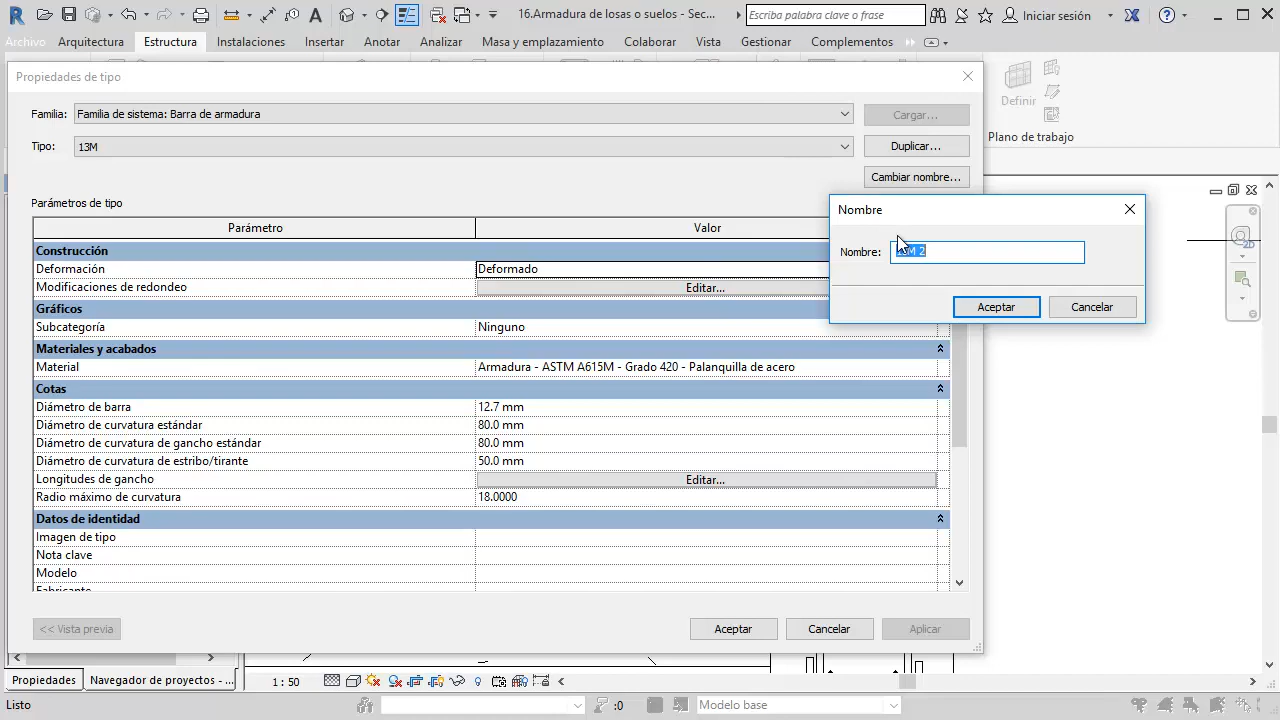 16.Armadura de losas o suelos - Sec...
Escriba palabra clave o frase
Iniciar sesión
Archivo
Arquitectura
Estructura
Instalaciones
Insertar
Anotar
Analizar
Masa y emplazamiento
Colaborar
Vista
Gestionar
Complementos
Propiedades de tipo
Familia:
Familia de sistema: Barra de armadura
Cargar...
Tipo:
13M
Duplicar...
Cambiar nombre...
Definir
Plano de trabajo
Parámetros de tipo
Parámetro
Valor
Construcción
Deformación
Deformado
Modificaciones de redondeo
Editar...
Gráficos
Subcategoría
Ninguno
Materiales y acabados
Material
Armadura - ASTM A615M - Grado 420 - Palanquilla de acero
Cotas
Diámetro de barra
12.7 mm
Diámetro de curvatura estándar
80.0 mm
Diámetro de curvatura de gancho estándar
80.0 mm
Diámetro de curvatura de estribo/tirante
50.0 mm
Longitudes de gancho
Editar...
Radio máximo de curvatura
18.0000
Datos de identidad
Imagen de tipo
Nota clave
Modelo
Nombre
Nombre:
Aceptar
Cancelar
2D
<< Vista previa
Aceptar
Cancelar
Aplicar
Propiedades
Navegador de proyectos - ...
1 : 50
Listo
:0
Modelo base